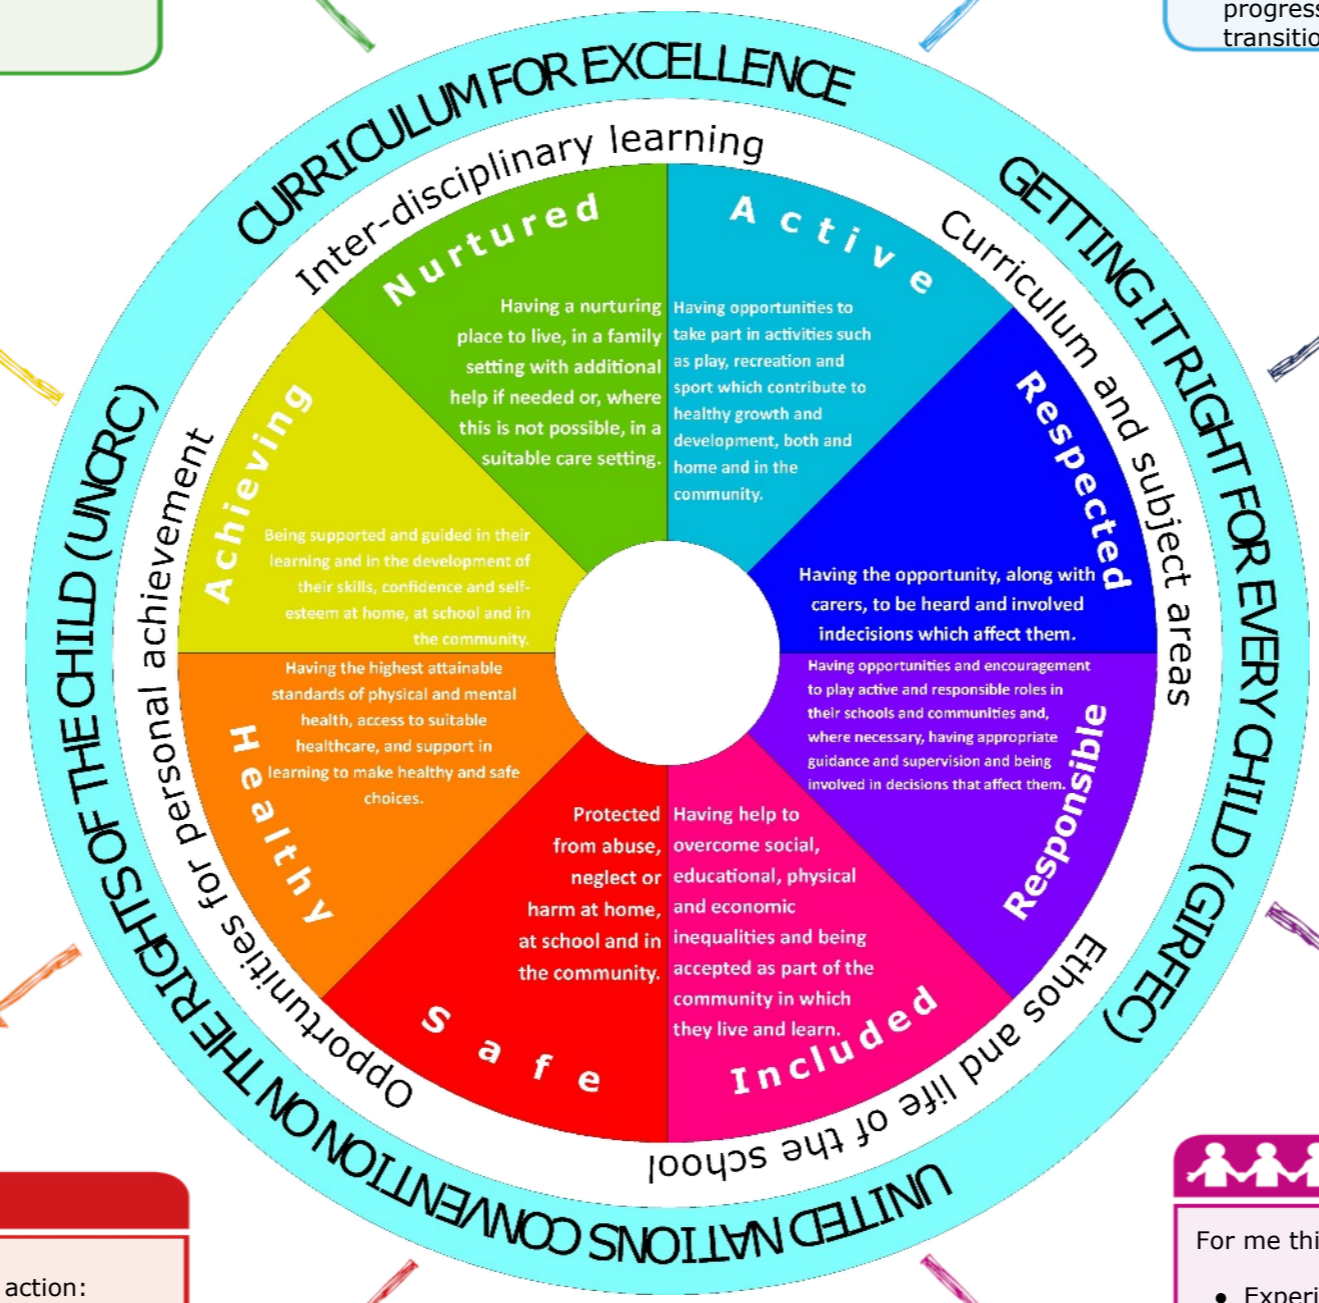 progress
transitio
CURRICULUM FOR EXCELLENCE
GETTING IT RIGHT FOR EVERY CHILD (GIRFEC)
UNITED NATIONS CONVENTION ON THE RIGHTS OF THE CHILD (UNCRC)
Inter-disciplinary learning
Curriculum and subject areas
Ethos and life of the school
Opportunities for personal achievement
Nurtured
Having a nurturing
place to live, in a family
setting with additional
help if needed or, where
this is not possible, in a
suitable care setting.
Active
Having opportunities to
take part in activities such
as play, recreation and
sport which contribute to
healthy growth and
development, both and
home and in the
community.
Respected
Having the opportunity, along with
carers, to be heard and involved
indecisions which affect them.
Responsible
Having opportunities and encouragement
to play active and responsible roles in
their schools and communities and,
where necessary, having appropriate
guidance and supervision and being
involved in decisions that affect them.
Included
Having help to
overcome social,
educational, physical
and economic
inequalities and being
accepted as part of the
community in which
they live and learn.
Safe
Protected
from abuse,
neglect or
harm at home,
at school and in
the community.
Healthy
Having the highest attainable
standards of physical and mental
health, access to suitable
healthcare, and support in
learning to make healthy and safe
choices.
Achieving
Being supported and guided in their
learning and in the development of
their skills, confidence and self-
esteem at home, at school and in
the community.
action:
For me thi
• Experi